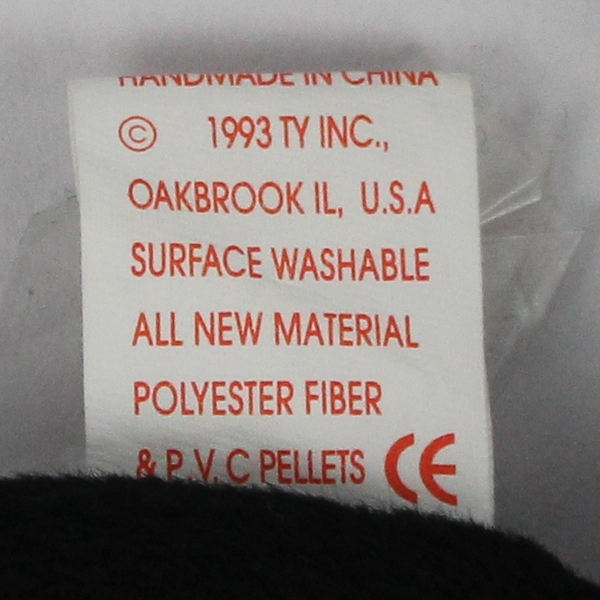 HANDMADE IN CHINA
© 1993 TY INC.,
OAKBROOK IL, U.S.A
SURFACE WASHABLE
ALL NEW MATERIAL
POLYESTER FIBER
& P.V.C PELLETS CE